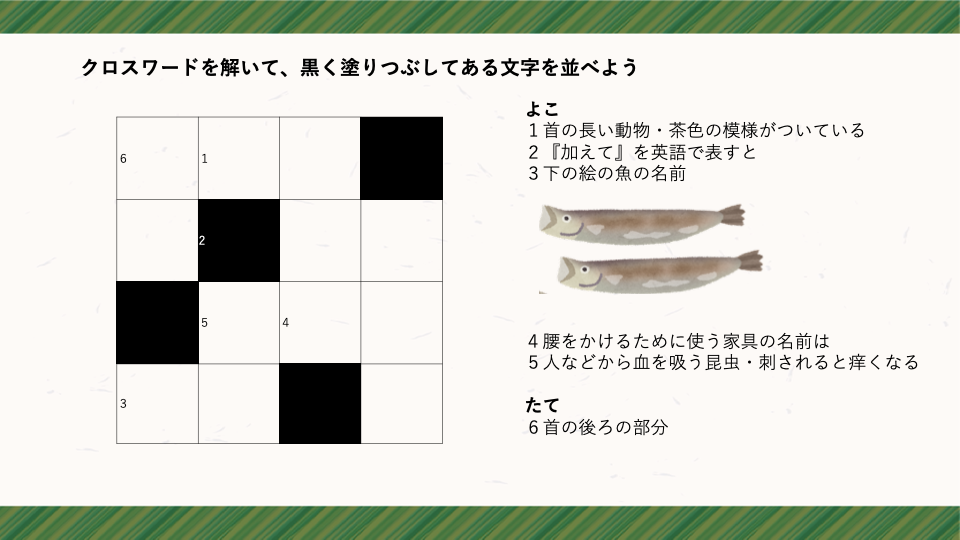 クロスワードを解いて、黒く塗りつぶしてある文字を並べよう
よこ
１首の長い動物・茶色の模様がついている
２『加えて』を英語で表すと
３下の絵の魚の名前
４腰をかけるために使う家具の名前は
５人などから血を吸う昆虫・刺されると痒くなる
たて
６首の後ろの部分
6 1
2
5 4
3